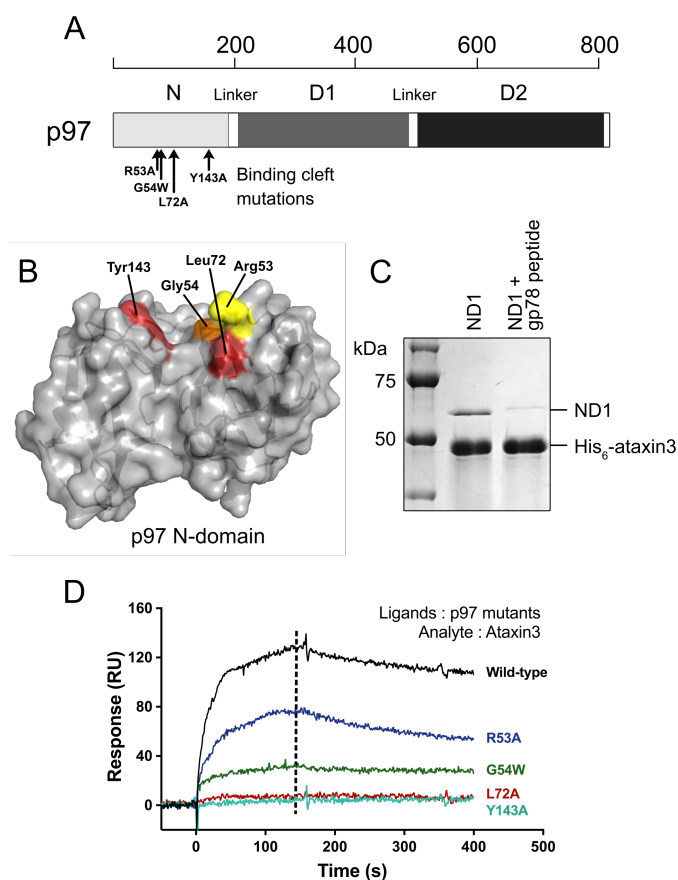 A
200 400 600 800
N Linker D1 Linker D2
p97
R53A
G54W
L72A
Y143A
Binding cleft
mutations
B
Tyr143
Gly54
Leu72
Arg53
p97 N-domain
C
ND1
ND1 +
gp78 peptide
kDa
75
50
ND1
His6-ataxin3
D
Ligands : p97 mutants
Analyte : Ataxin3
Response (RU)
160
120
80
40
0
Wild-type
R53A
G54W
L72A
Y143A
0 100 200 300 400 500
Time (s)